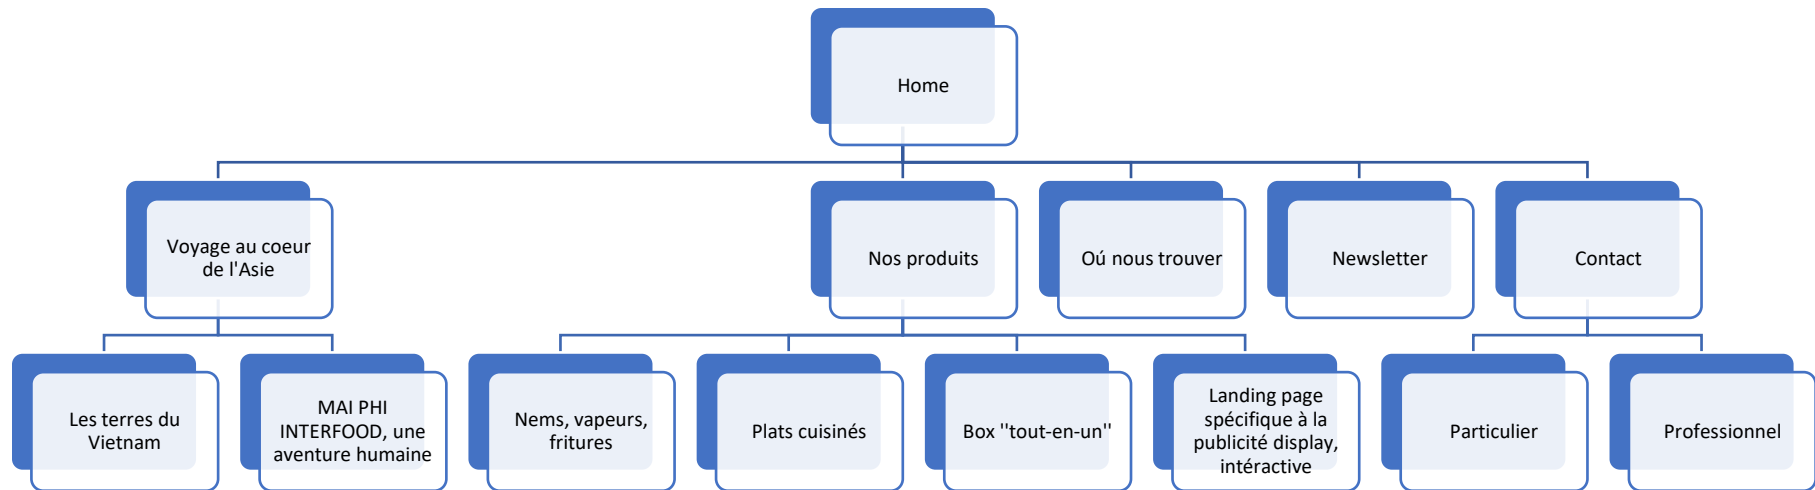 Home
Voyage au coeur
de l'Asie
Nos produits
Oú nous trouver
Newsletter
Contact
Les terres du
Vietnam
MAI PHI
INTERFOOD, une
aventure humaine
Nems, vapeurs,
fritures
Plats cuisinés
Box ''tout-en-un''
Landing page
spécifique à la
publicité display,
intéractive
Particulier
Professionnel